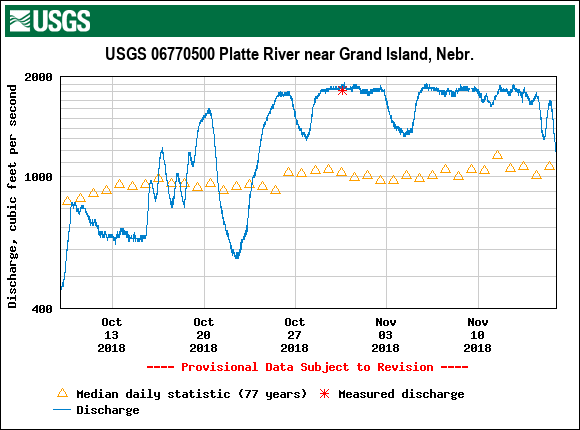 USGS
USGS 06770500 Platte River near Grand Island, Nebr.
Discharge, cubic feet per second
2000
1000
400
Oct 13 2018
Oct 20 2018
Oct 27 2018
Nov 03 2018
Nov 10 2018
---- Provisional Data Subject to Revision ----
Median daily statistic (77 years)
Measured discharge
Discharge